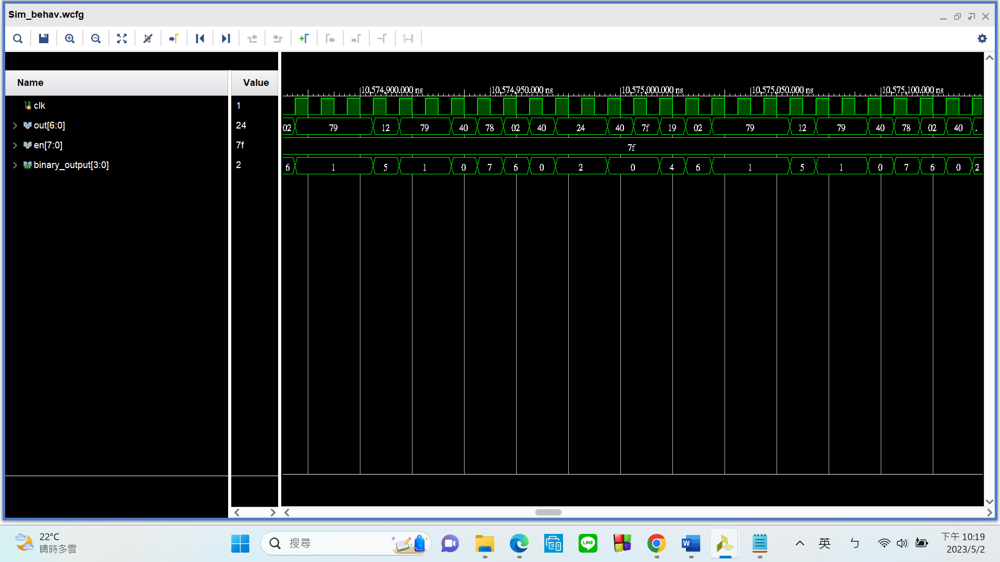 Sim_behav.wcfg
Name Value
10,574,900.000 ns 10,574,950.000 ns 10,575,000.000 ns 10,575,050.000 ns 10,575,100.000 ns
clk 1
out[6:0] 24 02 79 12 79 40 78 02 40 24 40 7f 19 02 79 12 79 40 78 02 40 .
en[7:0] 7f 7f
binary_output[3:0] 2 6 1 5 1 0 7 6 0 2 0 4 6 1 5 1 0 7 6 0 2
22°C
晴時多雲
搜尋
LINE
W
英
ㄅ
下午 10:19
2023/5/2